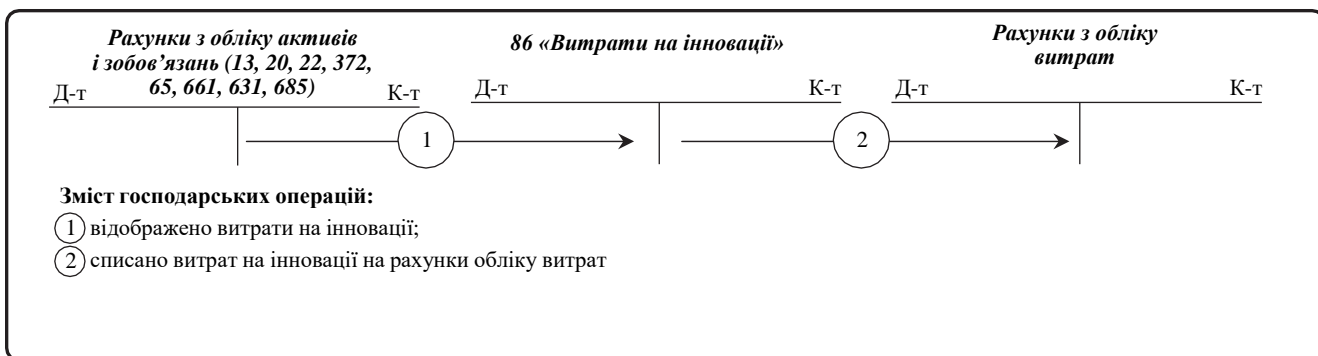 Рахунки з обліку активів
і зобов’язань (13, 20, 22, 372,
65, 661, 631, 685)
Д-т К-т
86 «Витрати на інновації»
Д-т К-т
Рахунки з обліку
витрат
Д-т К-т
1
2
Зміст господарських операцій:
1 відображено витрати на інновації;
2 списано витрат на інновації на рахунки обліку витрат